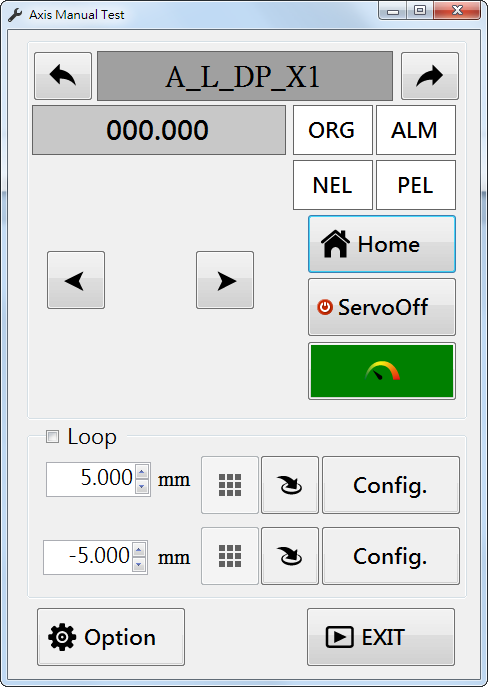 Axis Manual Test
A_L_DP_X1
000.000
ORG
ALM
NEL
PEL
Home
ServoOff
Loop
5.000 mm
Config.
-5.000 mm
Config.
Option
EXIT